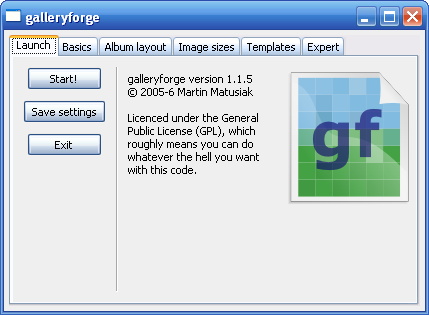 galleryforge
Launch Basics Album layout Image sizes Templates Expert
Start!
Save settings
Exit
galleryforge version 1.1.5
© 2005-6 Martin Matusiak
Licenced under the General
Public License (GPL), which
roughly means you can do
whatever the hell you want
with this code.
gf